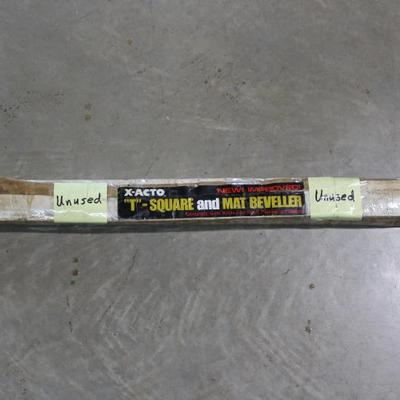 Unused
X-ACTO
NEW! IMPROVED!
"T"-SQUARE and MAT BEVELLER
Unused